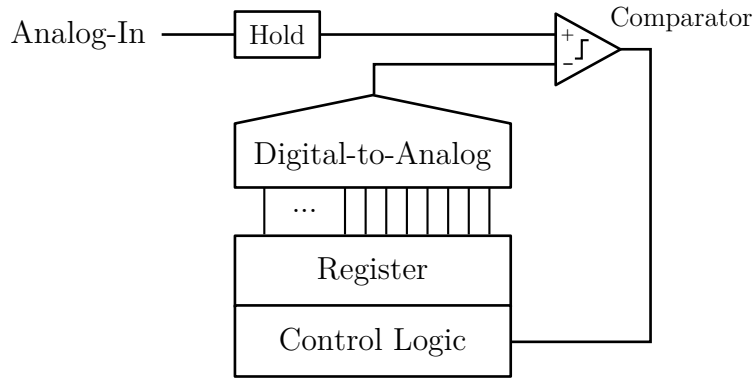 Comparator
Analog-In
Hold
+
−
Digital-to-Analog
...
Register
Control Logic